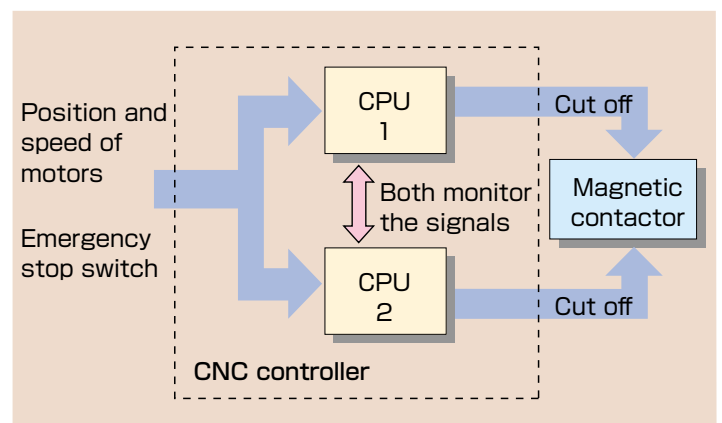 Position and
speed of
motors
Emergency
stop switch
CPU
1
Both monitor
the signals
CPU
2
CNC controller
Cut off
Magnetic
contactor
Cut off